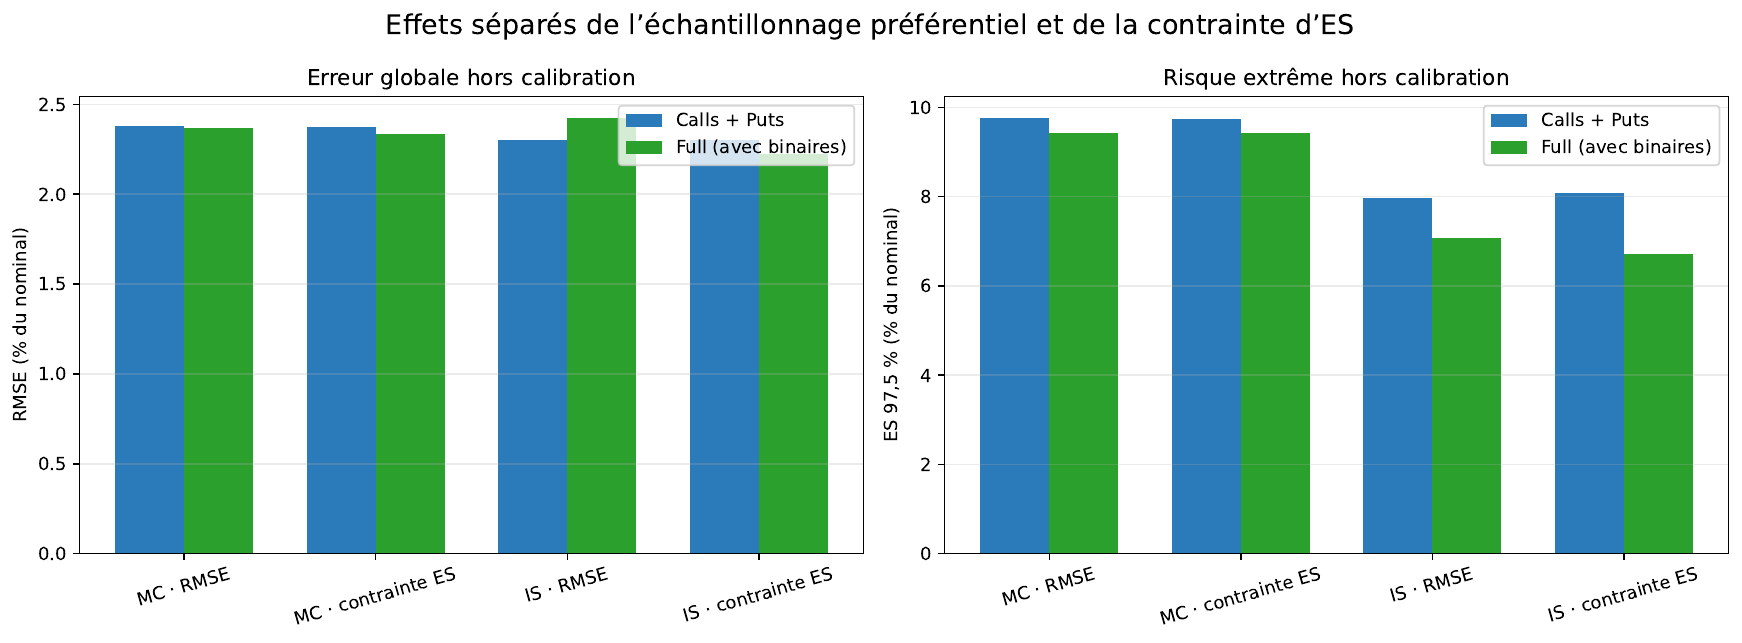 Effets séparés de l’échantillonnage préférentiel et de la contrainte d’ES
Erreur globale hors calibration
RMSE (% du nominal)
2.5
2.0
1.5
1.0
0.5
0.0
Calls + Puts
Full (avec binaires)
MC · RMSE
MC · contrainte ES
IS · RMSE
IS · contrainte ES
Risque extrême hors calibration
ES 97,5 % (% du nominal)
10
8
6
4
2
0
Calls + Puts
Full (avec binaires)
MC · RMSE
MC · contrainte ES
IS · RMSE
IS · contrainte ES